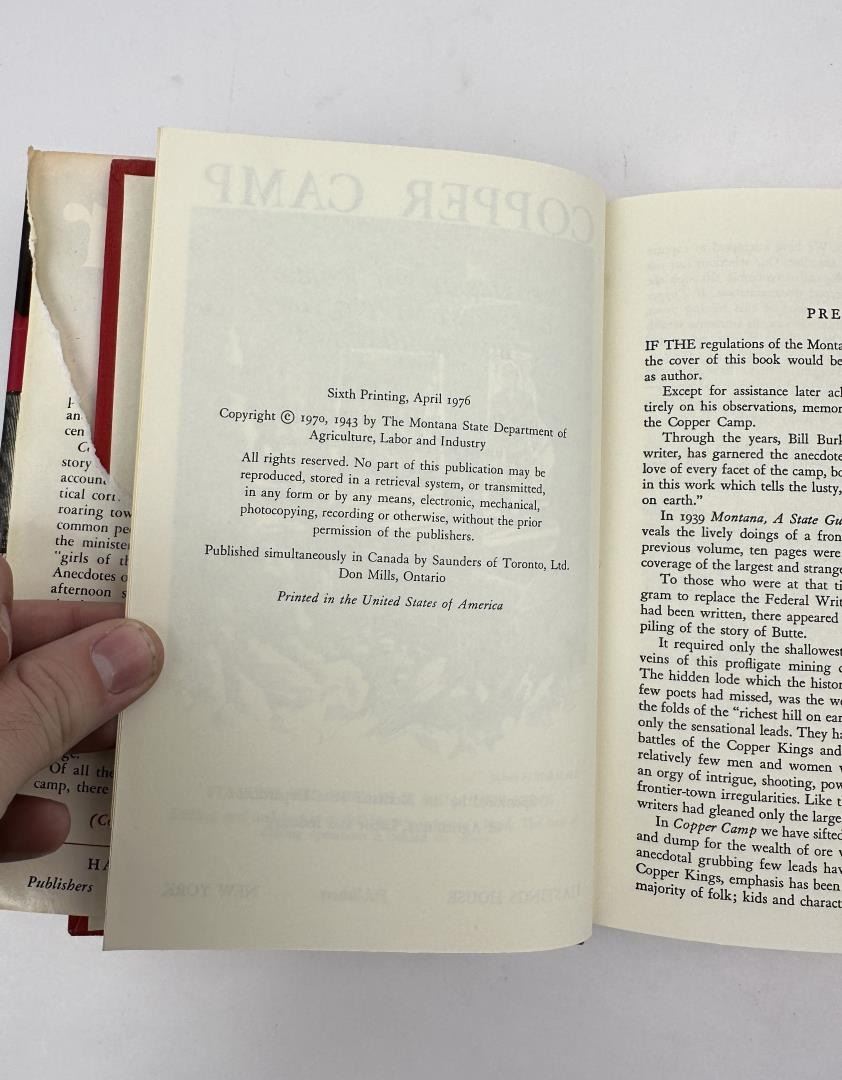 COPPER CAMP
Sixth Printing, April 1976
Copyright © 1970, 1943 by The Montana State Department of
Agriculture, Labor and Industry
All rights reserved. No part of this publication may be
reproduced, stored in a retrieval system, or transmitted,
in any form or by any means, electronic, mechanical,
photocopying, recording or otherwise, without the prior
permission of the publishers.
Published simultaneously in Canada by Saunders of Toronto, Ltd.
Don Mills, Ontario
Printed in the United States of America
HASTINGS HOUSE Publishers NEW YORK
an
cen
story
account
tical
roaring tow
common pe
the ministe
"girls of th
Anecdotes o
afternoon s
Of all the
camp, there
HA
Publishers
PRE
IF THE regulations of the Monta
the cover of this book would be
as author.
Except for assistance later ack
tirely on his observations, memor
the Copper Camp.
Through the years, Bill Burk
writer, has garnered the anecdote
love of every facet of the camp, bo
in this work which tells the lusty,
on earth."
In 1939 Montana, A State Gu
veals the lively doings of a fron
previous volume, ten pages were
coverage of the largest and strange
To those who were at that ti
gram to replace the Federal Writ
had been written, there appeared
piling of the story of Butte.
It required only the shallowest
veins of this profligate mining c
The hidden lode which the histor
few poets had missed, was the we
the folds of the "richest hill on ear
only the sensational leads. They ha
battles of the Copper Kings and
relatively few men and women w
an orgy of intrigue, shooting, pow
frontier-town irregularities. Like t
writers had gleaned only the large
In Copper Camp we have sifted
and dump for the wealth of ore w
anecdotal grubbing few leads hav
Copper Kings, emphasis has been
majority of folk; kids and charact